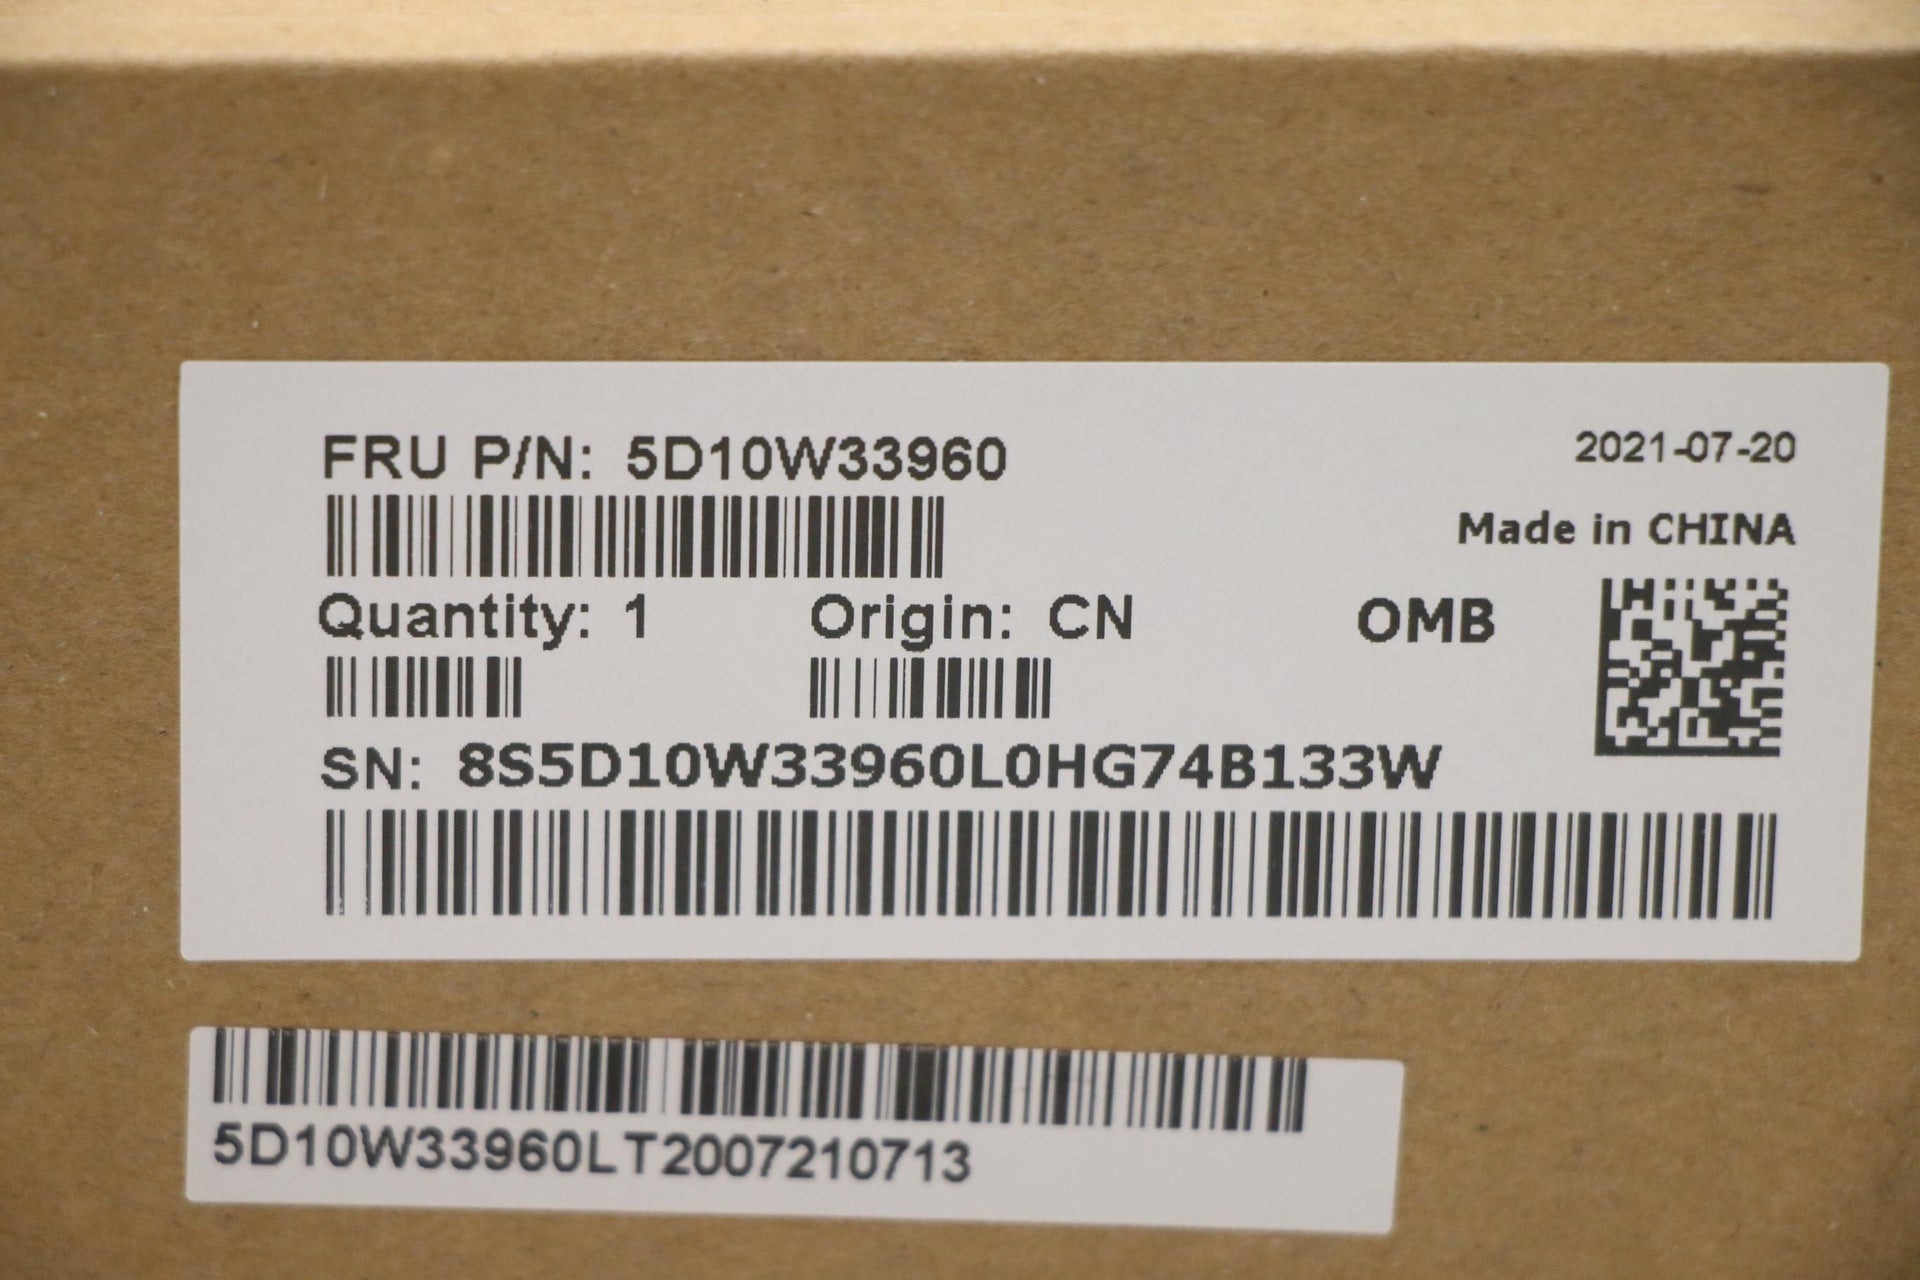 FRU P/N: 5D10W33960
2021-07-20
Made in CHINA
Quantity: 1 Origin: CN OMB
SN: 8S5D10W33960L0HG74B133W
5D10W33960LT2007210713